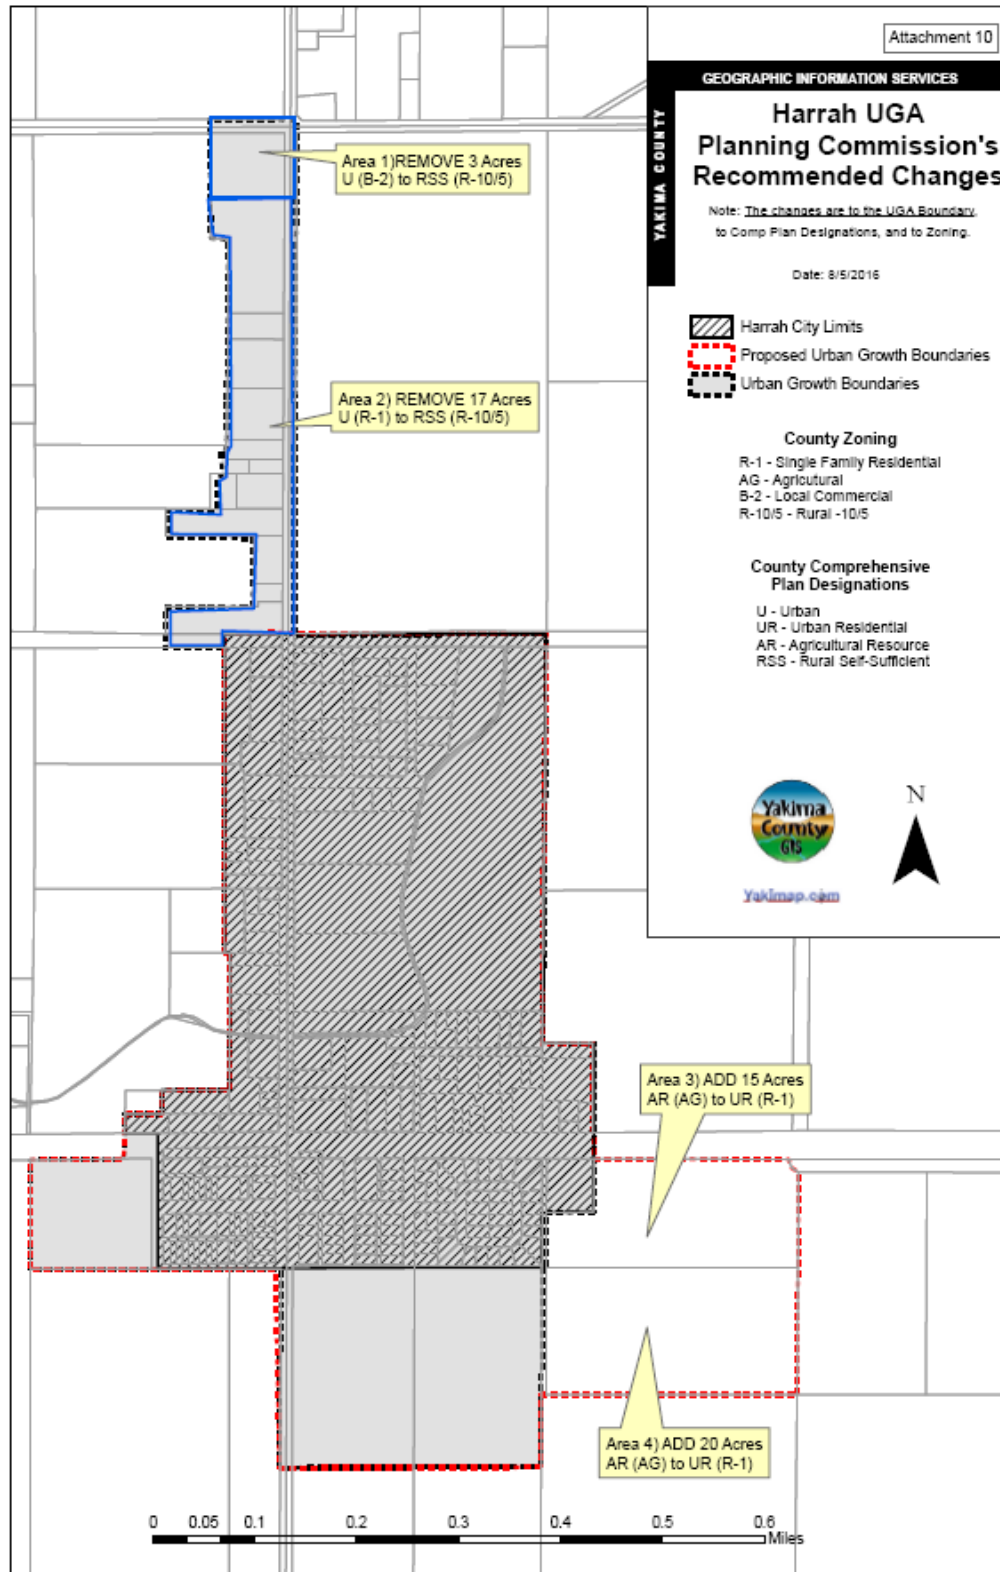 Attachment 10
GEOGRAPHIC INFORMATION SERVICES
YAKIMA COUNTY
Harrah UGA
Planning Commission's
Recommended Changes
Note: The changes are to the UGA Boundary,
to Comp Plan Designations, and to Zoning.
Date: 8/5/2016
Harrah City Limits
Proposed Urban Growth Boundaries
Urban Growth Boundaries
County Zoning
R-1 - Single Family Residential
AG - Agricutural
B-2 - Local Commercial
R-10/5 - Rural -10/5
County Comprehensive
Plan Designations
U - Urban
UR - Urban Residential
AR - Agricultural Resource
RSS - Rural Self-Sufficient
Yakima
County
GIS
Yakimap.com
N
Area 1)REMOVE 3 Acres
U (B-2) to RSS (R-10/5)
Area 2) REMOVE 17 Acres
U (R-1) to RSS (R-10/5)
Area 3) ADD 15 Acres
AR (AG) to UR (R-1)
Area 4) ADD 20 Acres
AR (AG) to UR (R-1)
0 0.05 0.1 0.2 0.3 0.4 0.5 0.6
Miles